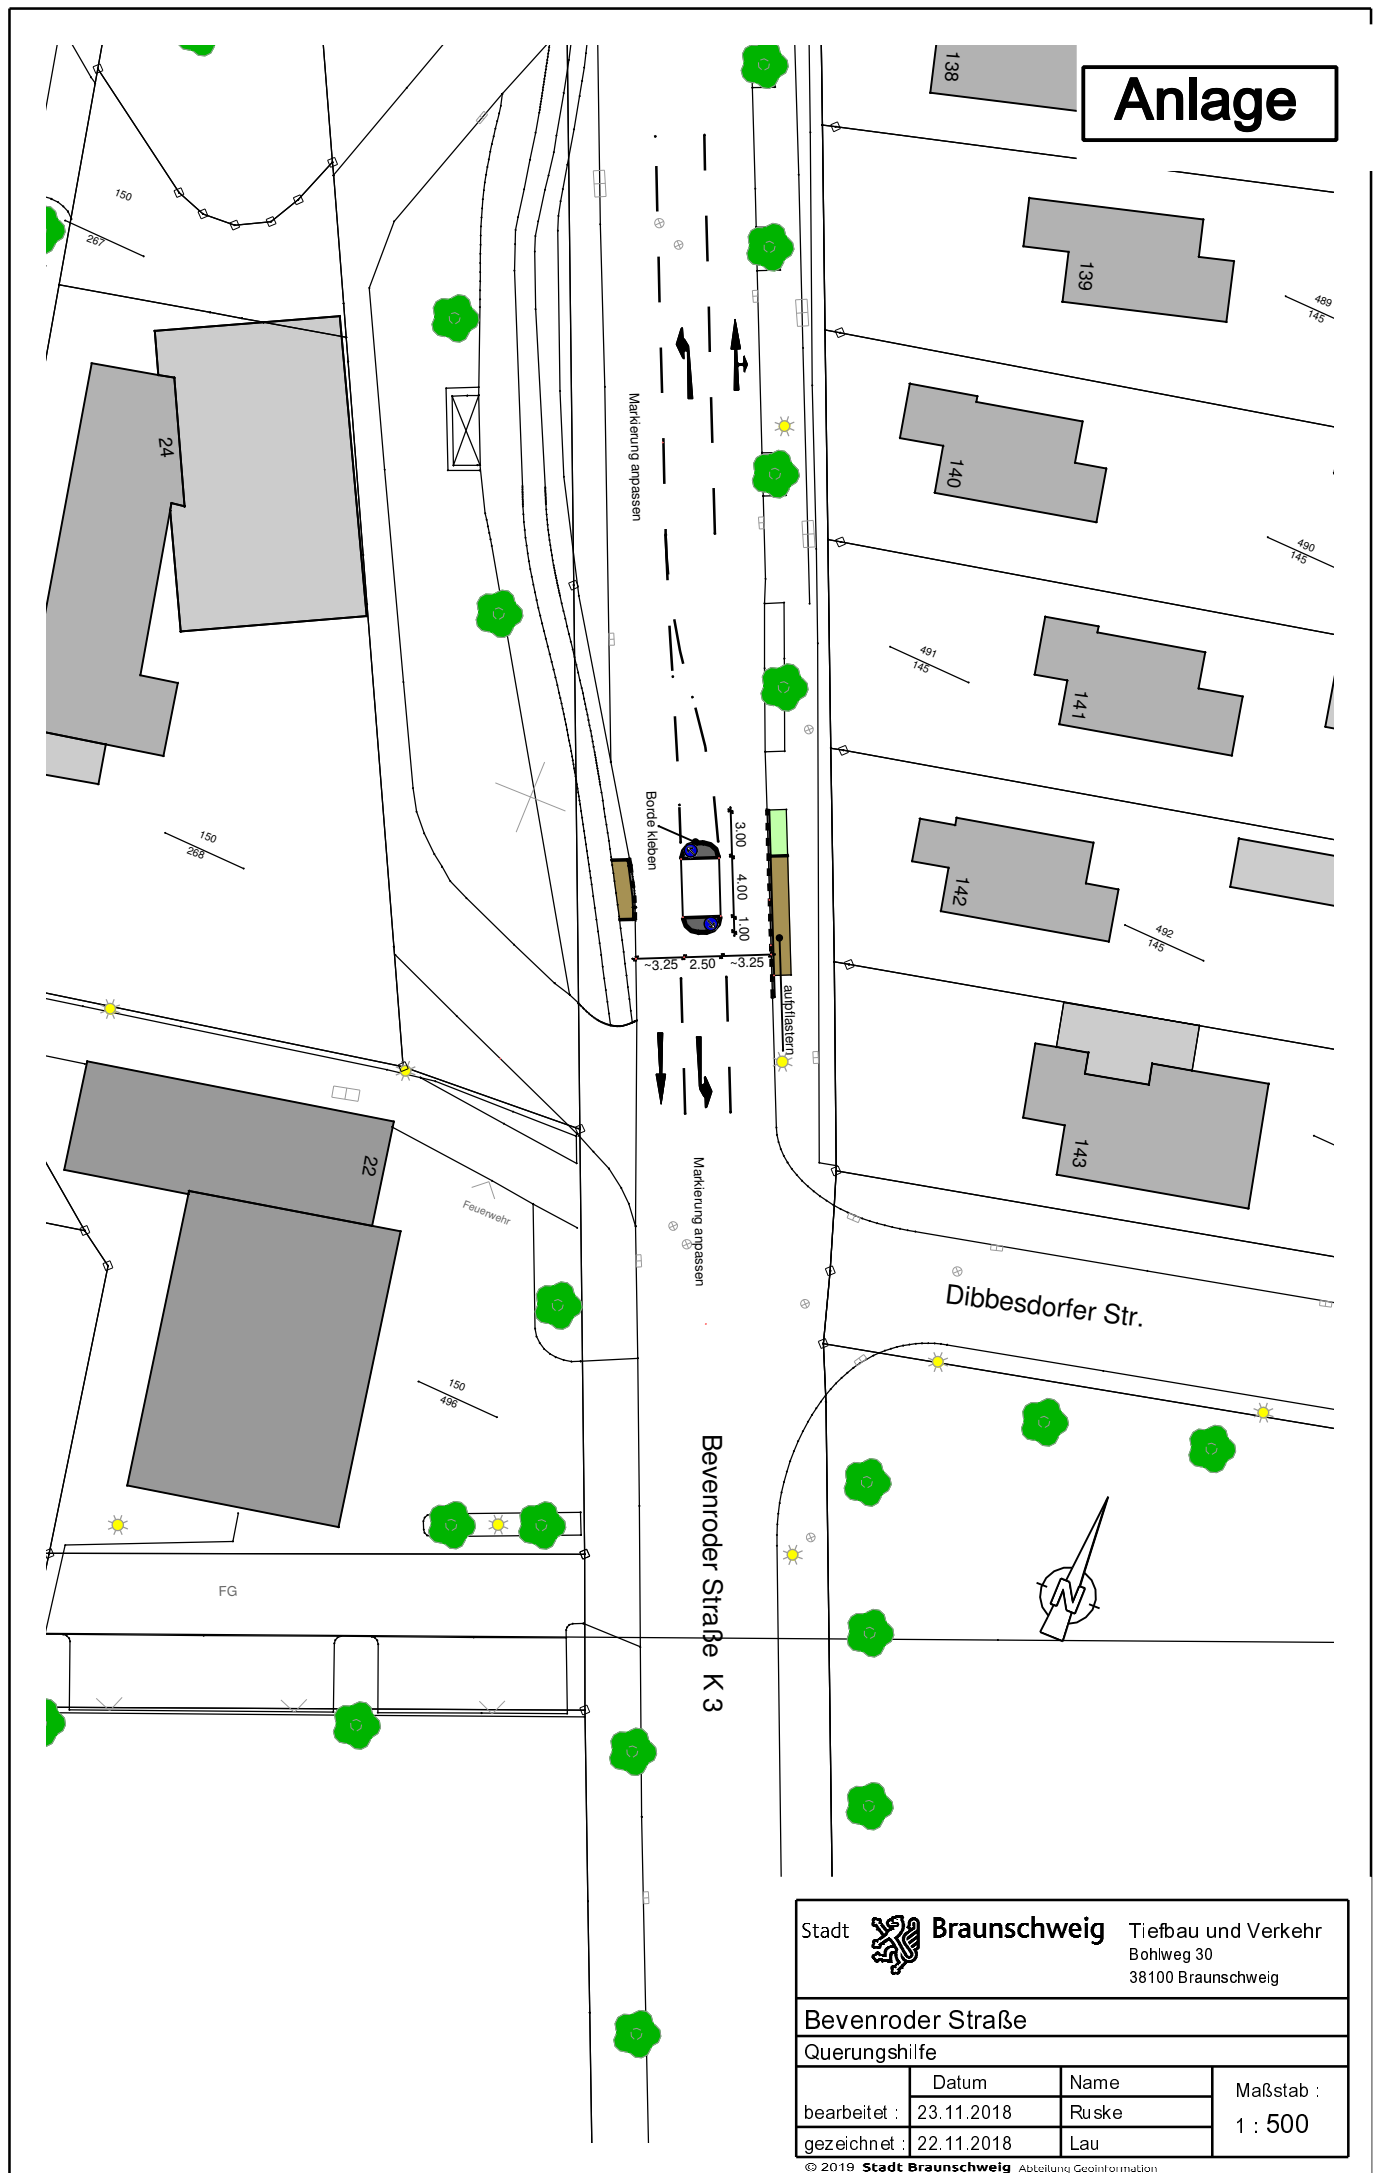 Anlage
138
150
267
139
489
145
24
Markierung anpassen
140
490
145
491
145
141
150
268
Borde kleben
3.00
4.00
1.00
142
492
145
~3.25
2.50
~3.25
aufpflastern
143
22
Feuerwehr
Markierung anpassen
Dibbesdorfer Str.
150
496
Bevenroder Straße K 3
FG
N
Stadt Braunschweig
Tiefbau und Verkehr
Bohlweg 30
38100 Braunschweig
Bevenroder Straße
Querungshilfe
Datum Name
Maßstab :
bearbeitet : 23.11.2018 Ruske
1 : 500
gezeichnet : 22.11.2018 Lau
© 2019 Stadt Braunschweig Abteilung Geoinformation